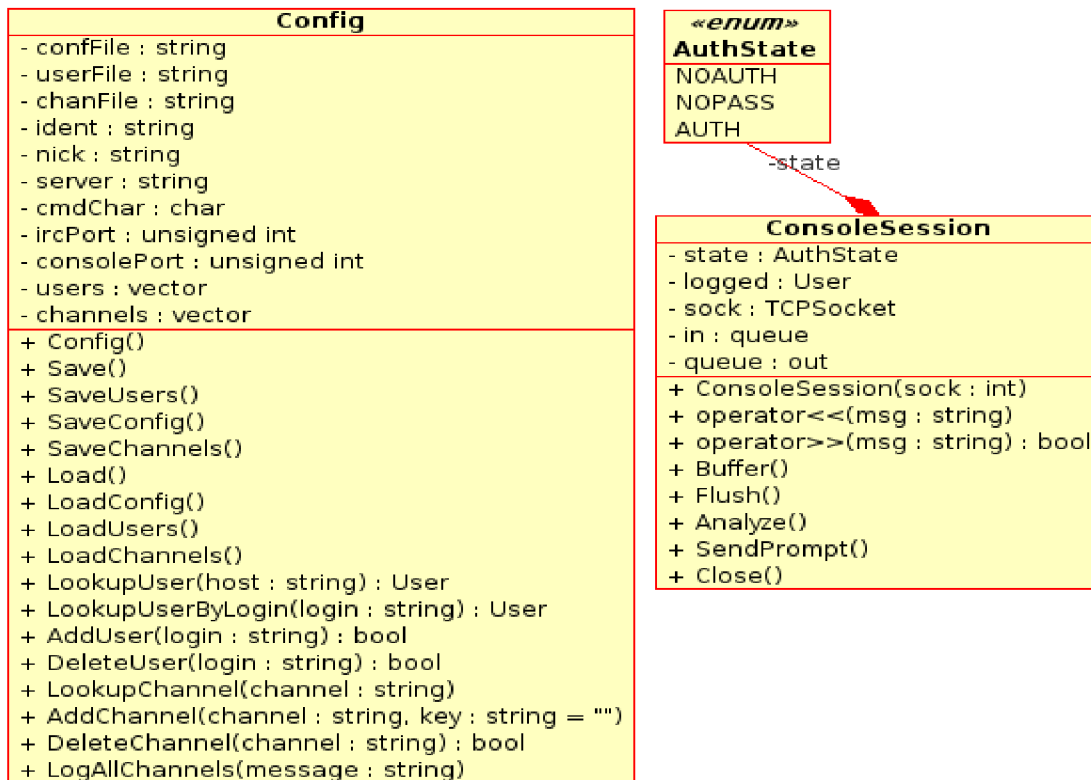 Config
- confFile : string
- userFile : string
- chanFile : string
- ident : string
- nick : string
- server : string
- cmdChar : char
- ircPort : unsigned int
- consolePort : unsigned int
- users : vector
- channels : vector
+ Config()
+ Save()
+ SaveUsers()
+ SaveConfig()
+ SaveChannels()
+ Load()
+ LoadConfig()
+ LoadUsers()
+ LoadChannels()
+ LookupUser(host : string) : User
+ LookupUserByLogin(login : string) : User
+ AddUser(login : string) : bool
+ DeleteUser(login : string) : bool
+ LookupChannel(channel : string)
+ AddChannel(channel : string, key : string = "")
+ DeleteChannel(channel : string) : bool
+ LogAllChannels(message : string)
«enum»
AuthState
NOAUTH
NOPASS
AUTH
-state
ConsoleSession
- state : AuthState
- logged : User
- sock : TCPSocket
- in : queue
- queue : out
+ ConsoleSession(sock : int)
+ operator<<(msg : string)
+ operator>>(msg : string) : bool
+ Buffer()
+ Flush()
+ Analyze()
+ SendPrompt()
+ Close()